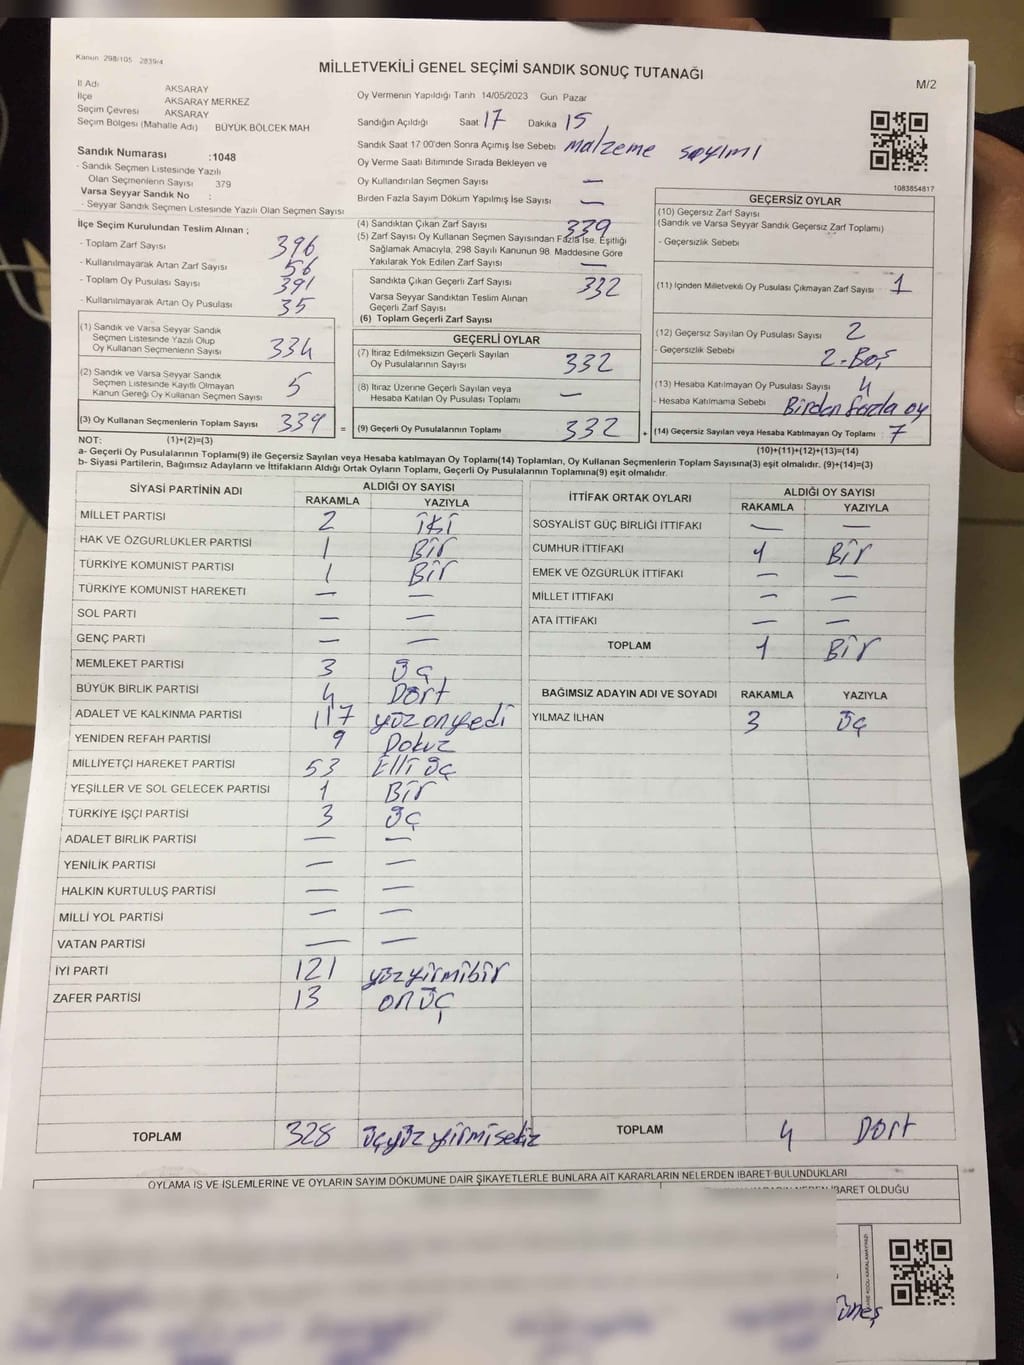 Kanun 298/105 2839/4
MİLLETVEKİLİ GENEL SEÇİMİ SANDIK SONUÇ TUTANAĞI
M/2
İl Adı AKSARAY
İlçe AKSARAY MERKEZ
Seçim Çevresi AKSARAY
Seçim Bölgesi (Mahalle Adı) BÜYÜK BÖLCEK MAH
Sandık Numarası :1048
- Sandık Seçmen Listesinde Yazılı
Olan Seçmenlerin Sayısı 379
Varsa Seyyar Sandık No :
- Seyyar Sandık Seçmen Listesinde Yazılı Olan Seçmen Sayısı
Oy Vermenin Yapıldığı Tarih 14/05/2023 Gün Pazar
Sandığın Açıldığı Saat 17 Dakika 15
Sandık Saat 17:00'den Sonra Açılmış İse Sebebi malzeme sayımı
Oy Verme Saati Bitiminde Sırada Bekleyen ve
Oy Kullandırılan Seçmen Sayısı —
Birden Fazla Sayım Döküm Yapılmış İse Sayısı —
1083854817
İlçe Seçim Kurulundan Teslim Alınan ;
- Toplam Zarf Sayısı 396
- Kullanılmayarak Artan Zarf Sayısı 56
- Toplam Oy Pusulası Sayısı 391
- Kullanılmayarak Artan Oy Pusulası 35
(4) Sandıktan Çıkan Zarf Sayısı 339
(5) Zarf Sayısı Oy Kullanan Seçmen Sayısından Fazla İse, Eşitliği
Sağlamak Amacıyla, 298 Sayılı Kanunun 98. Maddesine Göre
Yakılarak Yok Edilen Zarf Sayısı —
Sandıkta Çıkan Geçerli Zarf Sayısı 332
Varsa Seyyar Sandıktan Teslim Alınan
Geçerli Zarf Sayısı
(6) Toplam Geçerli Zarf Sayısı
GEÇERSİZ OYLAR
(10) Geçersiz Zarf Sayısı
(Sandık ve Varsa Seyyar Sandık Geçersiz Zarf Toplamı)
- Geçersizlik Sebebi
(11) İçinden Milletvekili Oy Pusulası Çıkmayan Zarf Sayısı 1
(12) Geçersiz Sayılan Oy Pusulası Sayısı 2
- Geçersizlik Sebebi 2-Boş
(13) Hesaba Katılmayan Oy Pusulası Sayısı 4
- Hesaba Katılmama Sebebi Birden fazla oy
(14) Geçersiz Sayılan veya Hesaba Katılmayan Oy Toplamı 7
(10)+(11)+(12)+(13)=(14)
(1) Sandık ve Varsa Seyyar Sandık
Seçmen Listesinde Yazılı Olup
Oy Kullanan Seçmenlerin Sayısı 334
(2) Sandık ve Varsa Seyyar Sandık
Seçmen Listesinde Kayıtlı Olmayan
Kanun Gereği Oy Kullanan Seçmen Sayısı 5
(3) Oy Kullanan Seçmenlerin Toplam Sayısı 339 =
GEÇERLİ OYLAR
(7) İtiraz Edilmeksizin Geçerli Sayılan
Oy Pusulalarının Sayısı 332
(8) İtiraz Üzerine Geçerli Sayılan veya
Hesaba Katılan Oy Pusulası Toplamı —
(9) Geçerli Oy Pusulalarının Toplamı 332 +
NOT: (1)+(2)=(3)
a- Geçerli Oy Pusulalarının Toplamı(9) ile Geçersiz Sayılan veya Hesaba katılmayan Oy Toplamı(14) Toplamları, Oy Kullanan Seçmenlerin Toplam Sayısına(3) eşit olmalıdır. (9)+(14)=(3)
b- Siyasi Partilerin, Bağımsız Adayların ve İttifakların Aldığı Ortak Oyların Toplamı, Geçerli Oy Pusulalarının Toplamına(9) eşit olmalıdır.
SİYASİ PARTİNİN ADI ALDIĞI OY SAYISI
RAKAMLA YAZIYLA
MİLLET PARTİSİ 2 iki
HAK VE ÖZGÜRLÜKLER PARTİSİ 1 Bir
TÜRKİYE KOMÜNİST PARTİSİ 1 Bir
TÜRKİYE KOMÜNİST HAREKETİ — —
SOL PARTİ — —
GENÇ PARTİ — —
MEMLEKET PARTİSİ 3 üç
BÜYÜK BİRLİK PARTİSİ 4 Dört
ADALET VE KALKINMA PARTİSİ 117 yüzonyedi
YENİDEN REFAH PARTİSİ 9 Dokuz
MİLLİYETÇİ HAREKET PARTİSİ 53 Elli üç
YEŞİLLER VE SOL GELECEK PARTİSİ 1 Bir
TÜRKİYE İŞÇİ PARTİSİ 3 üç
ADALET BİRLİK PARTİSİ — —
YENİLİK PARTİSİ — —
HALKIN KURTULUŞ PARTİSİ — —
MİLLİ YOL PARTİSİ — —
VATAN PARTİSİ — —
İYİ PARTİ 121 yüzyirmibir
ZAFER PARTİSİ 13 onüç
TOPLAM 328 üçyüz yirmisekiz
İTTİFAK ORTAK OYLARI ALDIĞI OY SAYISI
RAKAMLA YAZIYLA
SOSYALİST GÜÇ BİRLİĞİ İTTİFAKI — —
CUMHUR İTTİFAKI 1 Bir
EMEK VE ÖZGÜRLÜK İTTİFAKI — —
MİLLET İTTİFAKI — —
ATA İTTİFAKI — —
TOPLAM 1 Bir
BAĞIMSIZ ADAYIN ADI VE SOYADI RAKAMLA YAZIYLA
YILMAZ İLHAN 3 üç
TOPLAM 4 Dört
OYLAMA İŞ VE İŞLEMLERİNE VE OYLARIN SAYIM DÖKÜMÜNE DAİR ŞİKAYETLERLE BUNLARA AİT KARARLARIN NELERDEN İBARET BULUNDUKLARI
İBARET OLDUĞU